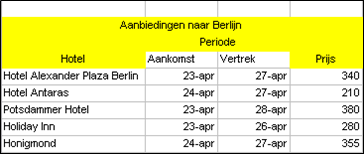 Aanbiedingen naar Berlijn
Periode
Hotel Aankomst Vertrek Prijs
Hotel Alexander Plaza Berlin 23-apr 27-apr 340
Hotel Antaras 24-apr 27-apr 210
Potsdammer Hotel 23-apr 28-apr 380
Holiday Inn 23-apr 26-apr 280
Honigmond 24-apr 27-apr 355